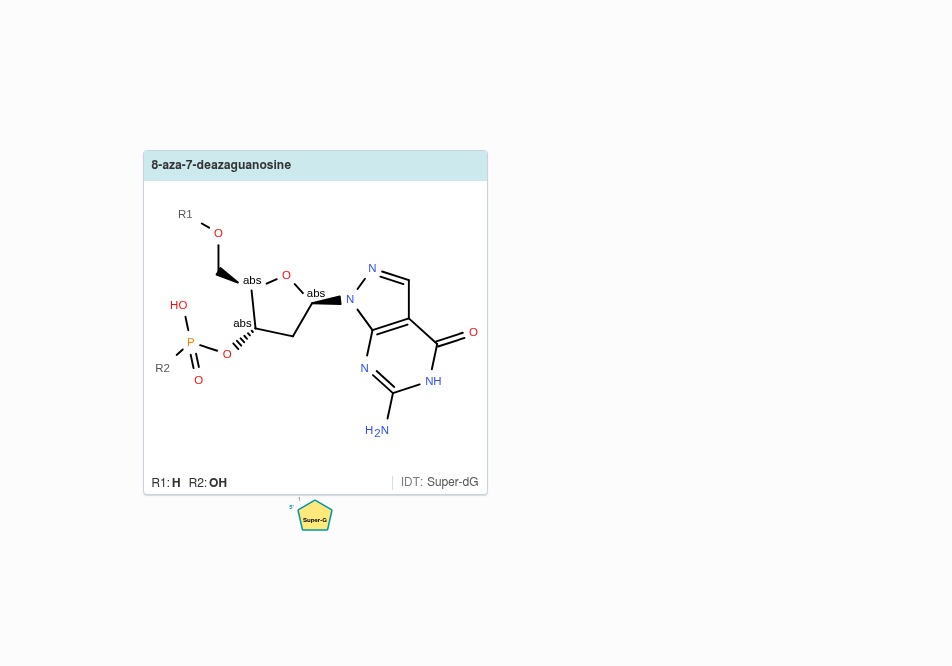 8-aza-7-deazaguanosine
R1
O
abs
O
abs
N
N
HO
abs
P
O
O
R2
O
N
NH
H2N
R1: H R2: OH
IDT: Super-dG
1
5'
Super-G